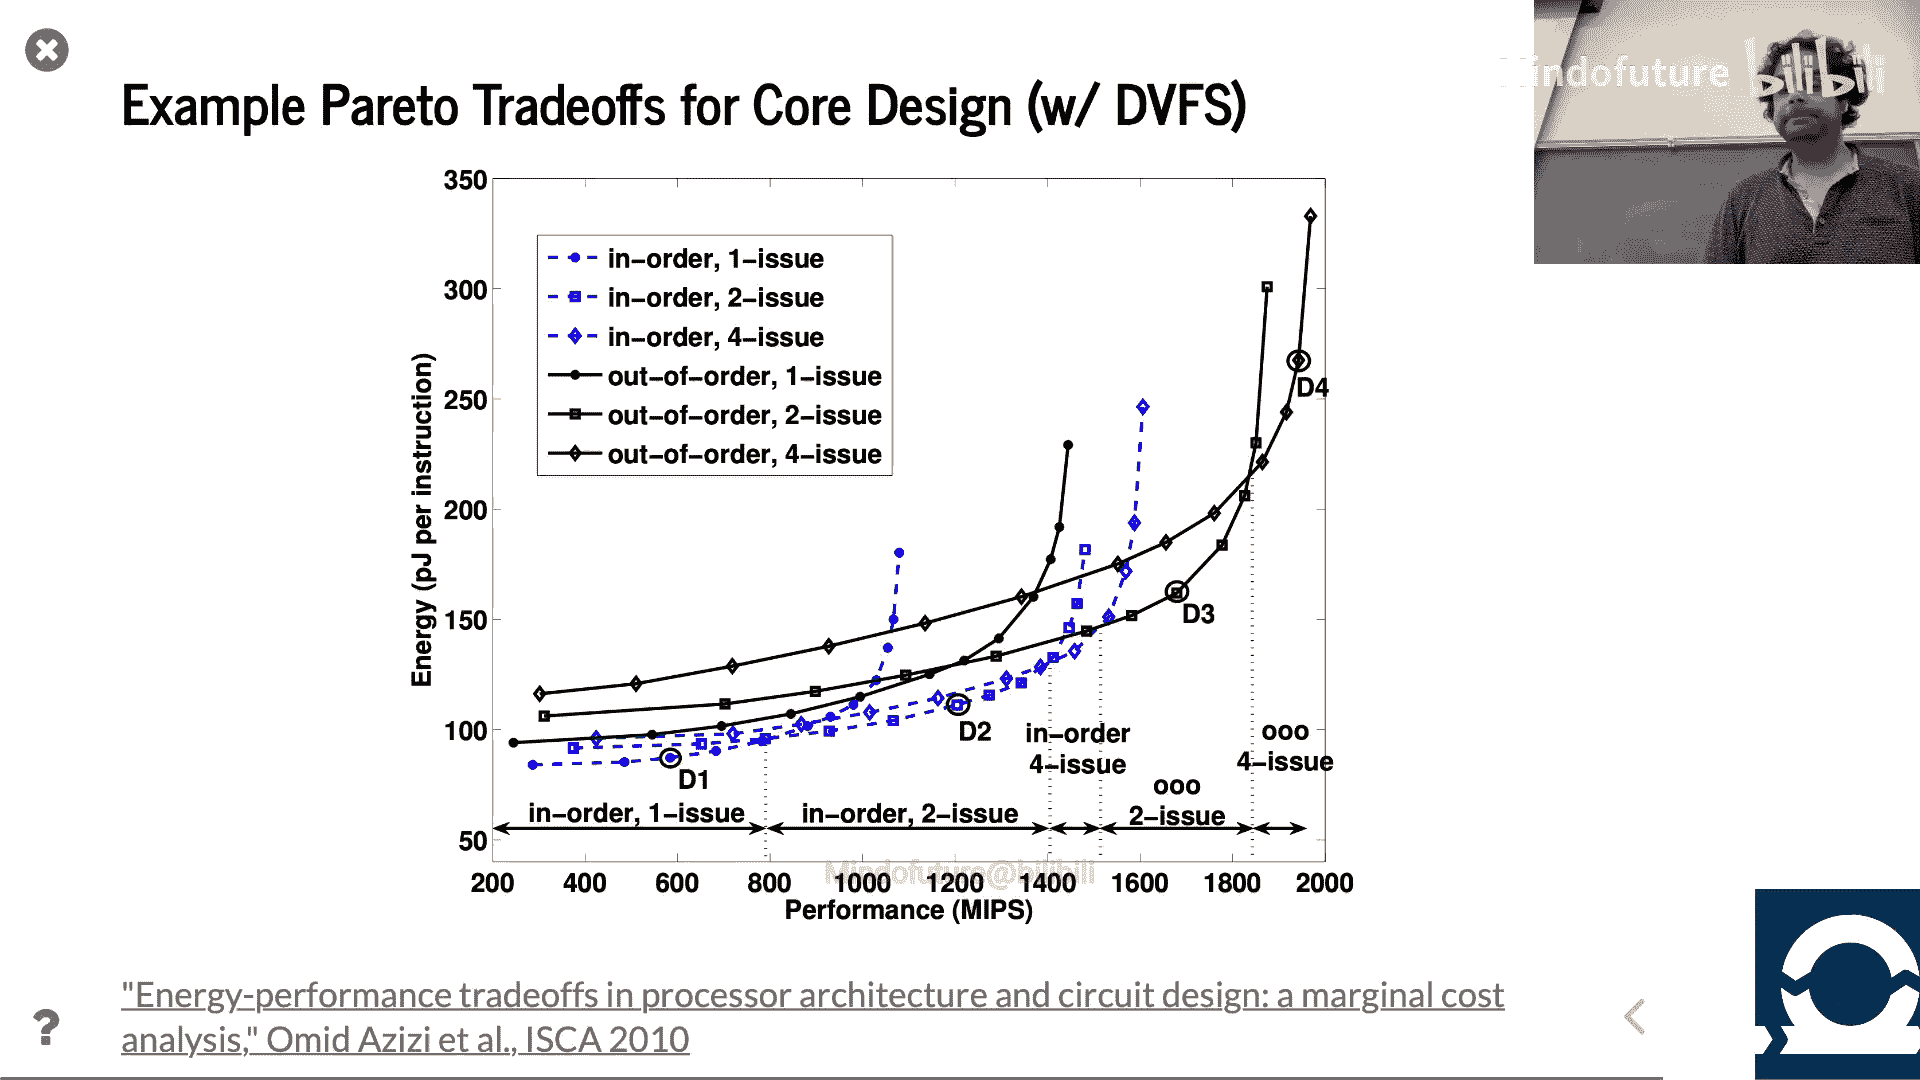 Example Pareto Tradeoffs for Core Design (w/ DVFS)
indofuture bilibili
350
300
250
200
150
100
50
Energy (pJ per instruction)
in-order, 1-issue
in-order, 2-issue
in-order, 4-issue
out-of-order, 1-issue
out-of-order, 2-issue
out-of-order, 4-issue
D4
D3
D2
D1
in-order
4-issue
ooo
4-issue
ooo
2-issue
in-order, 1-issue
in-order, 2-issue
Mindofuture@bilibili
200 400 600 800 1000 1200 1400 1600 1800 2000
Performance (MIPS)
"Energy-performance tradeoffs in processor architecture and circuit design: a marginal cost
analysis," Omid Azizi et al., ISCA 2010
?